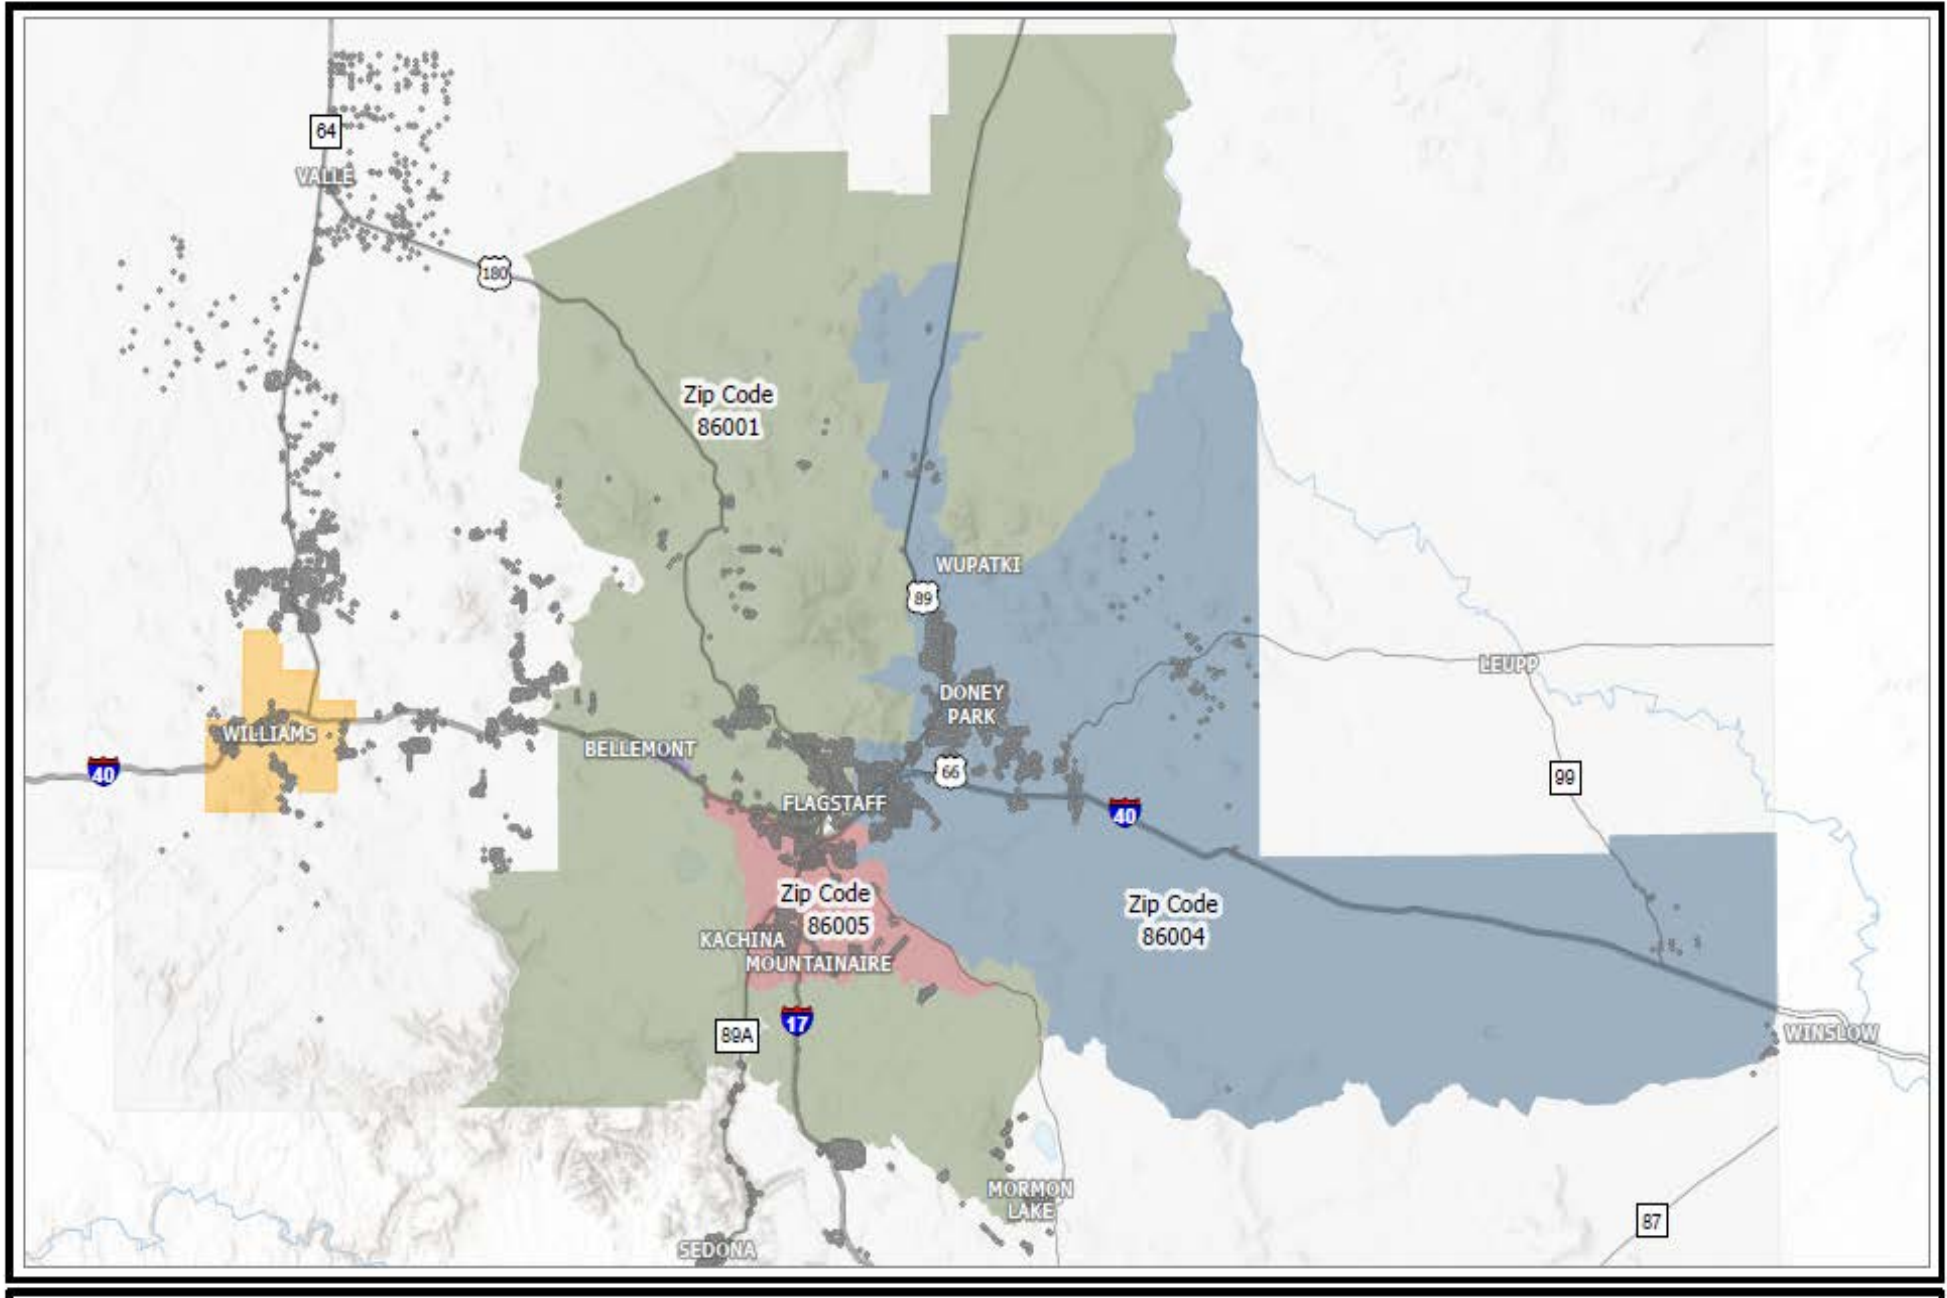 64
VALLE
180
Zip Code
86001
WUPATKI
89
DONEY
PARK
LEUPP
WILLIAMS
BELLEMONT
40
66
99
FLAGSTAFF
40
Zip Code
86005
Zip Code
86004
KACHINA
MOUNTAINAIRE
89A
17
WINSLOW
MORMON
LAKE
87
SEDONA